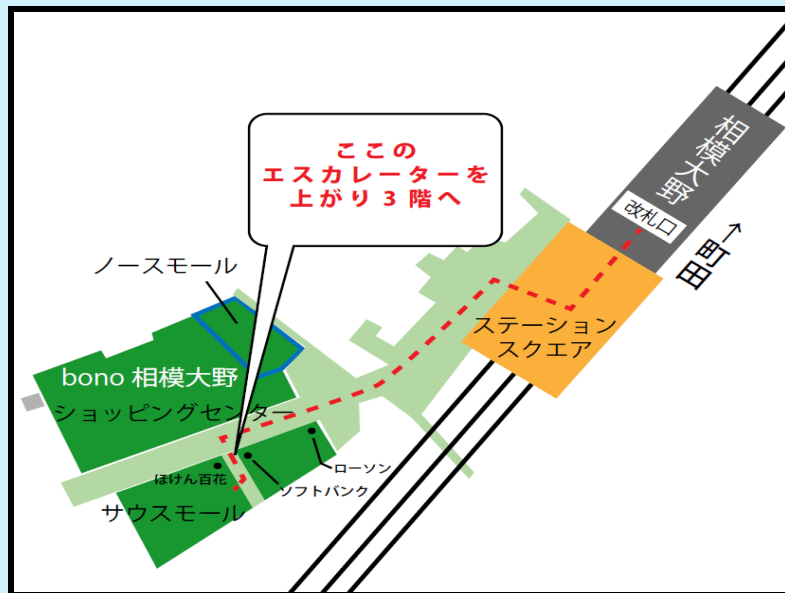 ここの
エスカレーターを
上がり3階へ
相模大野
改札口
←町田
ノースモール
ステーション
スクエア
bono 相模大野
ショッピングセンター
ローソン
ほけん百花
ソフトバンク
サウスモール